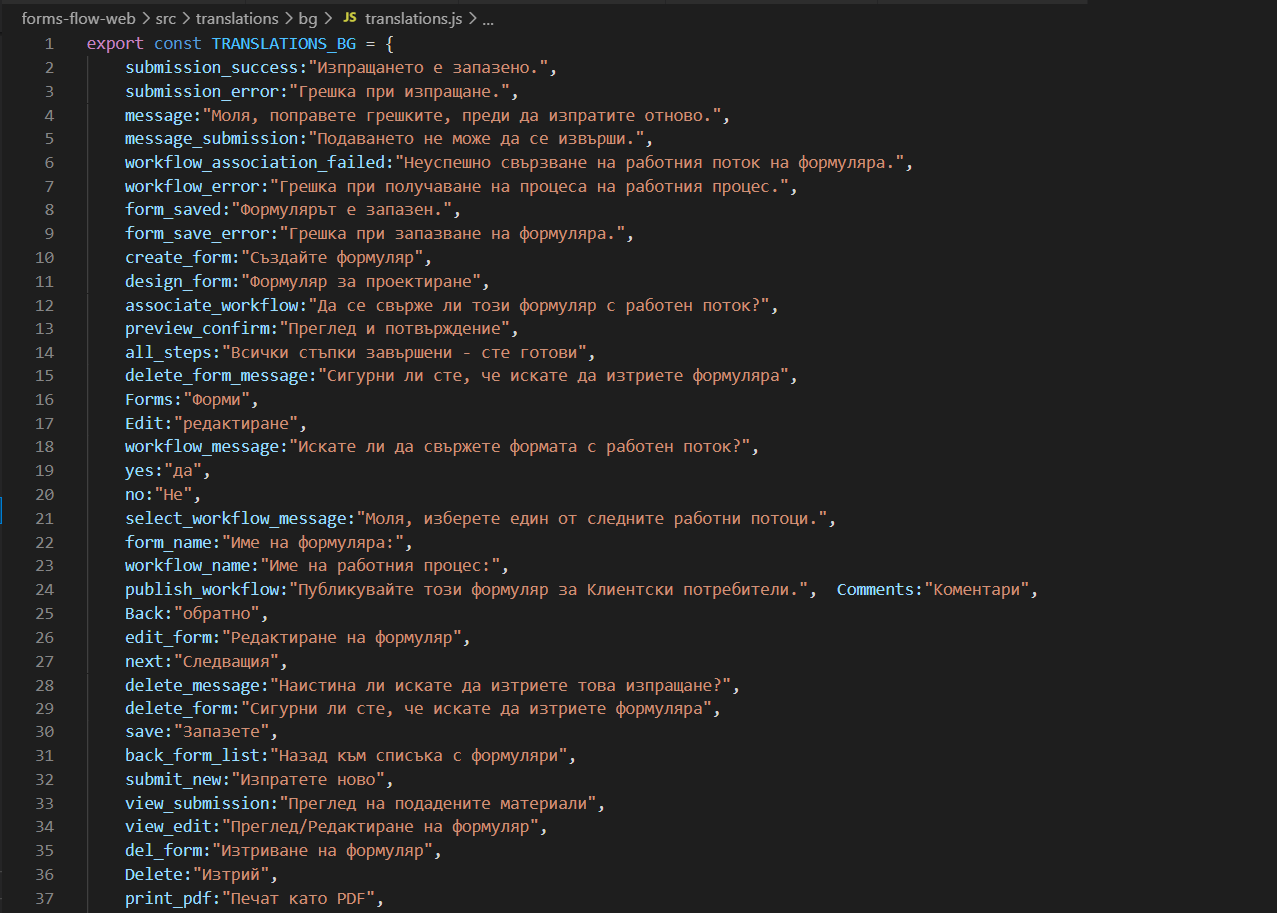 forms-flow-web > src > translations > bg > JS translations.js > ...
1 export const TRANSLATIONS_BG = {
2 submission_success:"Изпращането е запазено.",
3 submission_error:"Грешка при изпращане.",
4 message:"Моля, поправете грешките, преди да изпратите отново.",
5 message_submission:"Подаването не може да се извърши.",
6 workflow_association_failed:"Неуспешно свързване на работния поток на формуляра.",
7 workflow_error:"Грешка при получаване на процеса на работния процес.",
8 form_saved:"Формулярът е запазен.",
9 form_save_error:"Грешка при запазване на формуляра.",
10 create_form:"Създайте формуляр",
11 design_form:"Формуляр за проектиране",
12 associate_workflow:"Да се свърже ли този формуляр с работен поток?",
13 preview_confirm:"Преглед и потвърждение",
14 all_steps:"Всички стъпки завършени - сте готови",
15 delete_form_message:"Сигурни ли сте, че искате да изтриете формуляра",
16 Forms:"Форми",
17 Edit:"редактиране",
18 workflow_message:"Искате ли да свържете формата с работен поток?",
19 yes:"да",
20 no:"Не",
21 select_workflow_message:"Моля, изберете един от следните работни потоци.",
22 form_name:"Име на формуляра:",
23 workflow_name:"Име на работния процес:",
24 publish_workflow:"Публикувайте този формуляр за Клиентски потребители.",  Comments:"Коментари",
25 Back:"обратно",
26 edit_form:"Редактиране на формуляр",
27 next:"Следващия",
28 delete_message:"Наистина ли искате да изтриете това изпращане?",
29 delete_form:"Сигурни ли сте, че искате да изтриете формуляра",
30 save:"Запазете",
31 back_form_list:"Назад към списъка с формуляри",
32 submit_new:"Изпратете ново",
33 view_submission:"Преглед на подадените материали",
34 view_edit:"Преглед/Редактиране на формуляр",
35 del_form:"Изтриване на формуляр",
36 Delete:"Изтрий",
37 print_pdf:"Печат като PDF",